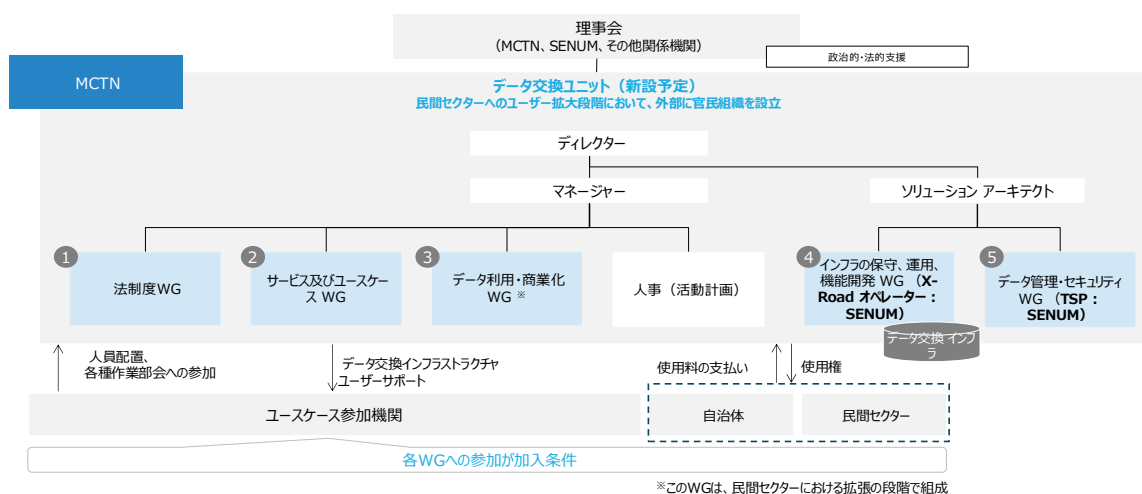 理事会
(MCTN、SENUM、その他関係機関)
政治的・法的支援
MCTN
データ交換ユニット（新設予定）
民間セクターへのユーザー拡大段階において、外部に官民組織を設立
ディレクター
マネージャー
ソリューション アーキテクト
1
法制度WG
2
サービス及びユースケー
ス WG
3
データ利用・商業化
WG ※
人事（活動計画）
4
インフラの保守、運用、
機能開発 WG （X-
Road オペレーター：
SENUM）
5
データ管理・セキュリティ
WG （TSP：
SENUM）
データ交換 インフ
ラ
人員配置、
各種作業部会への参加
データ交換インフラストラクチャ
ユーザーサポート
使用料の支払い
使用権
ユースケース参加機関
自治体
民間セクター
各WGへの参加が加入条件
※このWGは、民間セクターにおける拡張の段階で組成